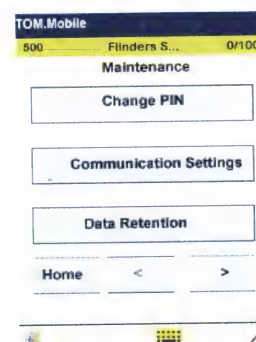 TOM.Mobile
500 Flinders S... 0/100
Maintenance
Change PIN
Communication Settings
Data Retention
Home < >